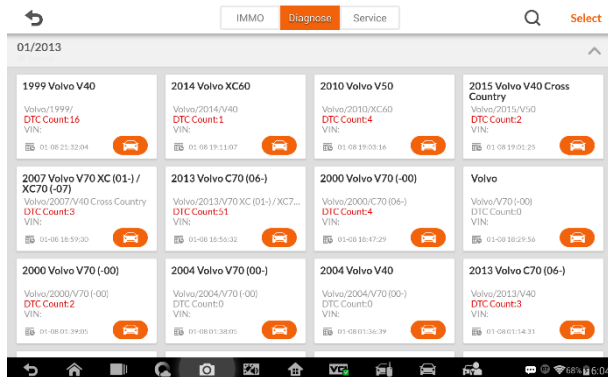 IMMO
Diagnose
Service
Select
01/2013
1999 Volvo V40
Volvo/1999/
DTC Count:16
VIN:
01-08 21:32:04
2014 Volvo XC60
Volvo/2014/V40
DTC Count:1
VIN:
01-08 19:11:07
2010 Volvo V50
Volvo/2010/XC60
DTC Count:4
VIN:
01-08 19:03:16
2015 Volvo V40 Cross
Country
Volvo/2015/V50
DTC Count:2
VIN:
01-08 19:01:25
2007 Volvo V70 XC (01-) /
XC70 (-07)
Volvo/2007/V40 Cross Country
DTC Count:3
VIN:
01-08 18:59:30
2013 Volvo C70 (06-)
Volvo/2013/V70 XC (01-) / XC7...
DTC Count:51
VIN:
01-08 18:56:32
2000 Volvo V70 (-00)
Volvo/2000/C70 (06-)
DTC Count:4
VIN:
01-08 18:47:29
Volvo
Volvo/V70 (-00)
DTC Count:0
VIN:
01-08 18:29:56
2000 Volvo V70 (-00)
Volvo/2000/V70 (-00)
DTC Count:2
VIN:
01-08 01:39:05
2004 Volvo V70 (00-)
Volvo/2004/V70 (-00)
DTC Count:0
VIN:
01-08 01:38:05
2004 Volvo V40
Volvo/2004/V70 (00-)
DTC Count:0
VIN:
01-08 01:36:39
2013 Volvo C70 (06-)
Volvo/2013/V40
DTC Count:3
VIN:
01-08 01:14:31
68%
6:04